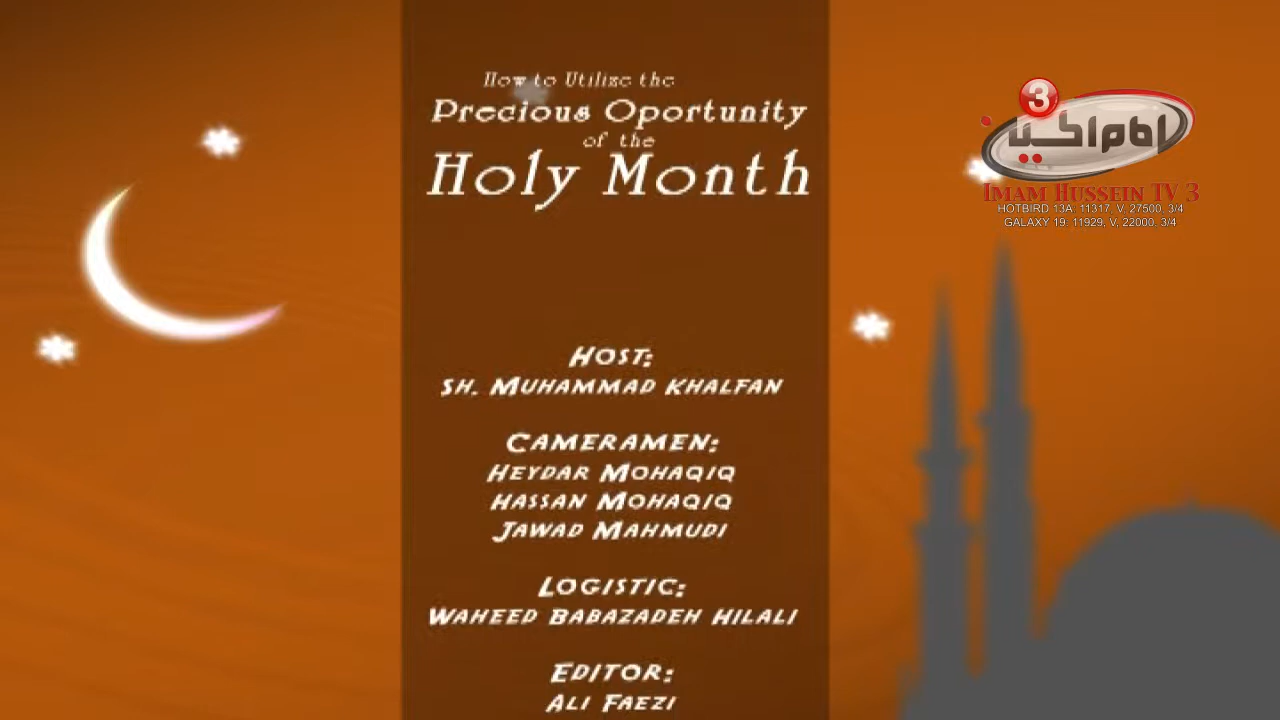 How to Utilize the
Precious Oportunity
of the
Holy Month
Host:
Sh. Muhammad Khalfan
Cameramen:
Heydar Mohaqiq
Hassan Mohaqiq
Jawad Mahmudi
Logistic:
Waheed Babazadeh Hilali
Editor:
Ali Faezi
3
امام حسین
Imam Hussein TV 3
HOTBIRD 13A: 11317, V, 27500, 3/4
GALAXY 19: 11929, V, 22000, 3/4